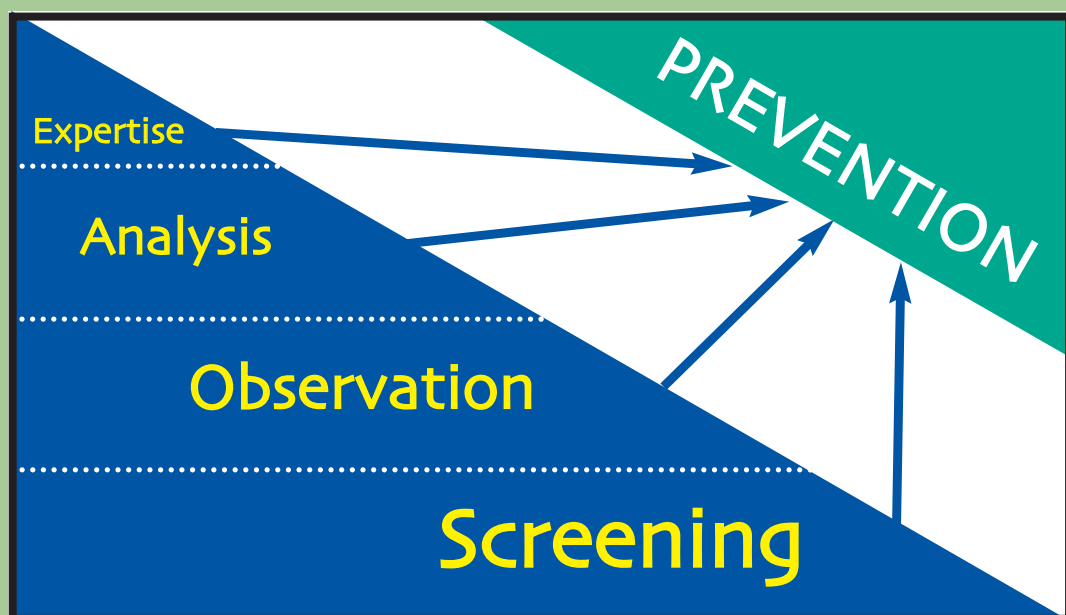 PREVENTION
Expertise
Analysis
Observation
Screening